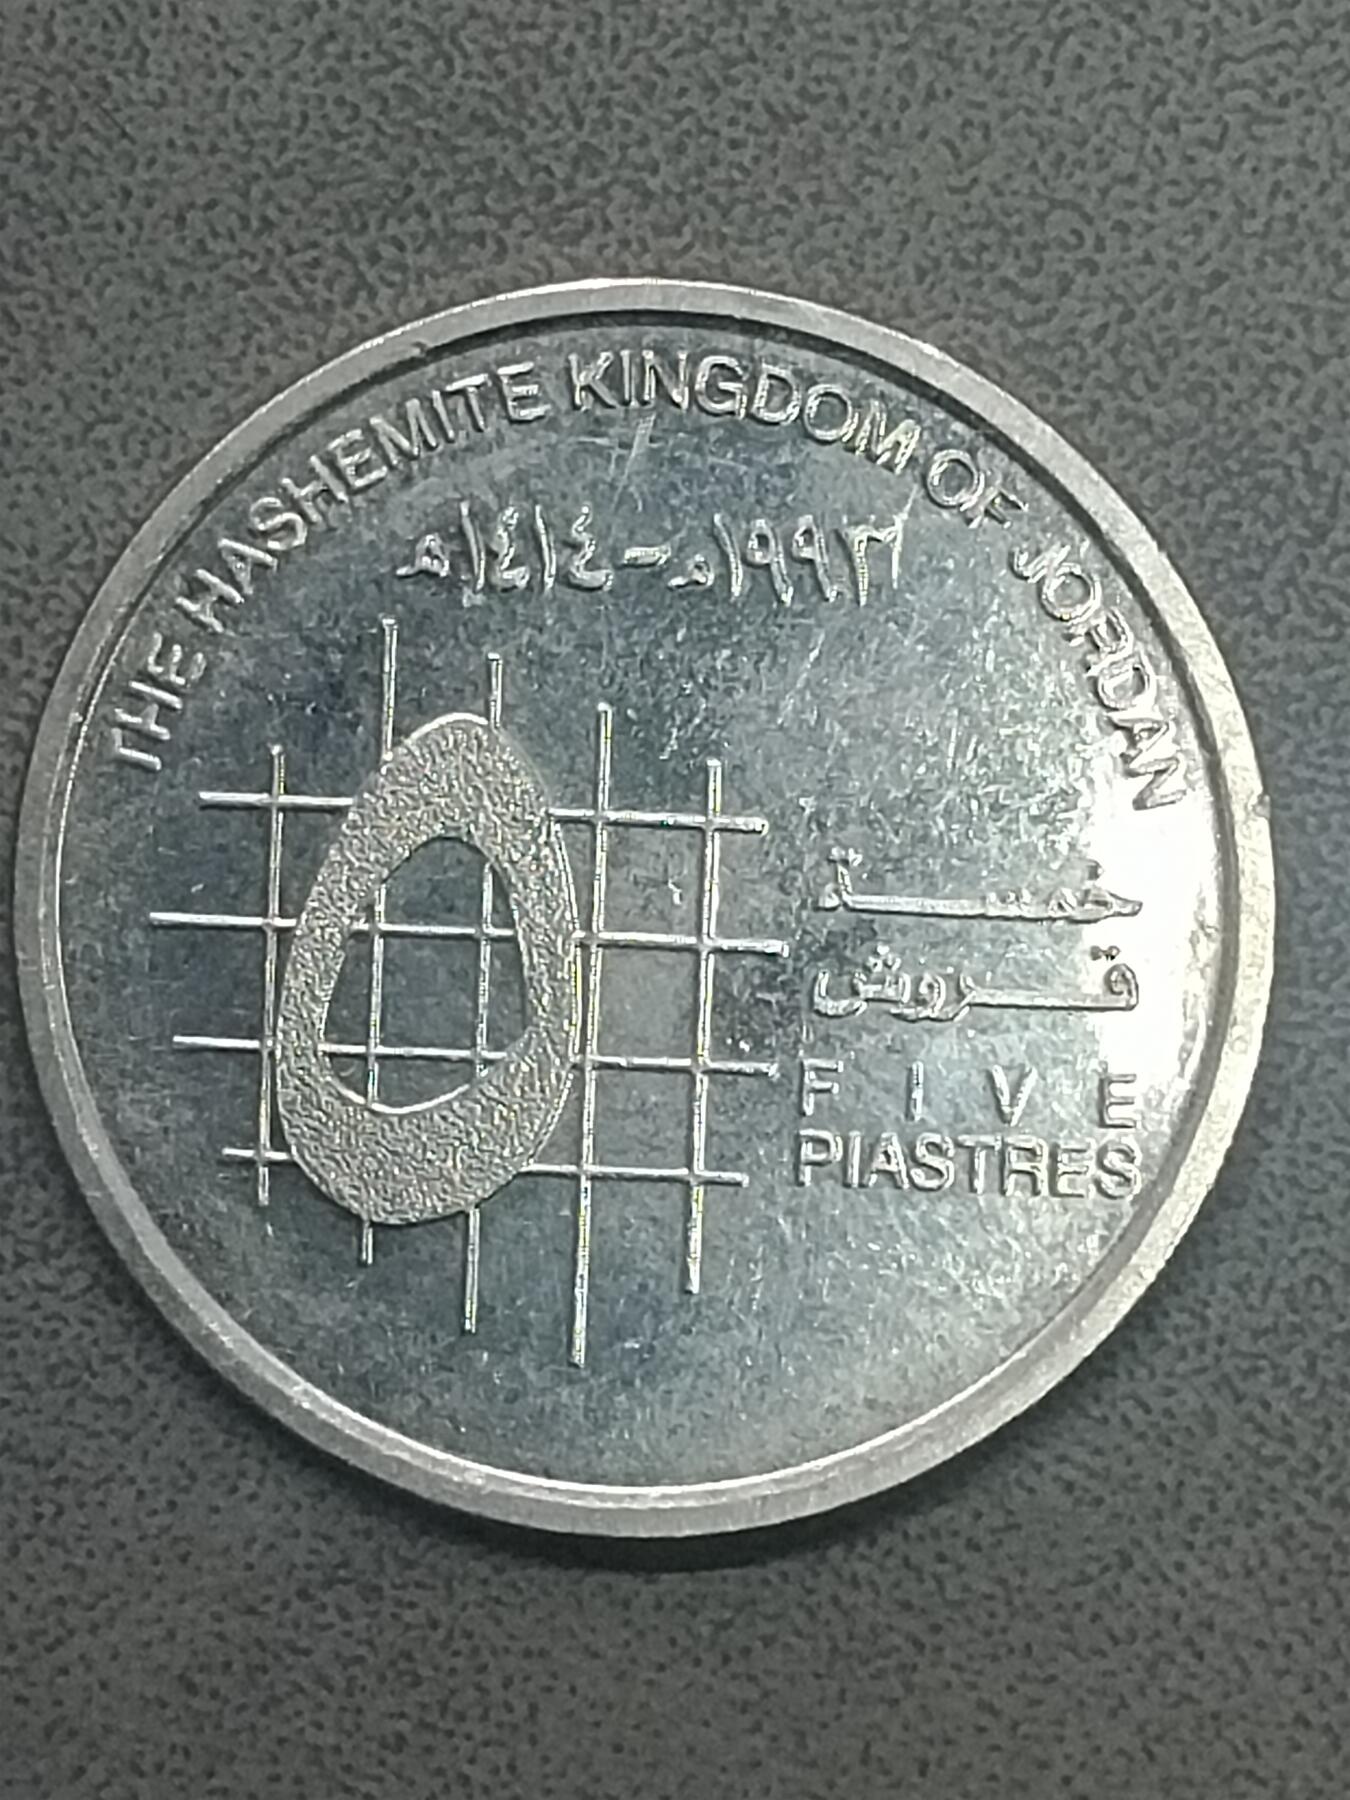 THE HASHEMITE KINGDOM OF JORDAN
١٩٩٣م - ١٤١٤هـ
٥
خمسة
قروش
FIVE
PIASTRES